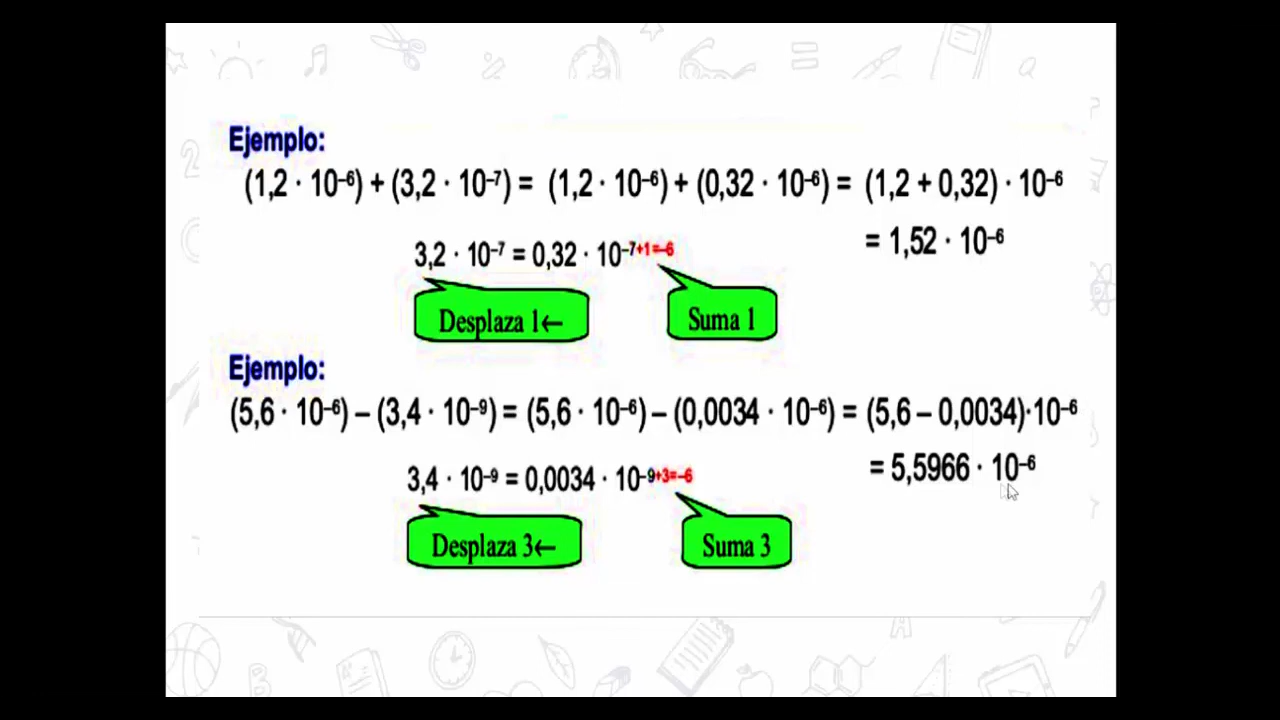 Ejemplo:
(1,2 · 10⁻⁶) + (3,2 · 10⁻⁷) = (1,2 · 10⁻⁶) + (0,32 · 10⁻⁶) = (1,2 + 0,32) · 10⁻⁶
= 1,52 · 10⁻⁶
3,2 · 10⁻⁷ = 0,32 · 10⁻⁷⁺¹⁼⁻⁶
Desplaza 1← Suma 1
Ejemplo:
(5,6 · 10⁻⁶) – (3,4 · 10⁻⁹) = (5,6 · 10⁻⁶) – (0,0034 · 10⁻⁶) = (5,6 – 0,0034)·10⁻⁶
= 5,5966 · 10⁻⁶
3,4 · 10⁻⁹ = 0,0034 · 10⁻⁹⁺³⁼⁻⁶
Desplaza 3← Suma 3